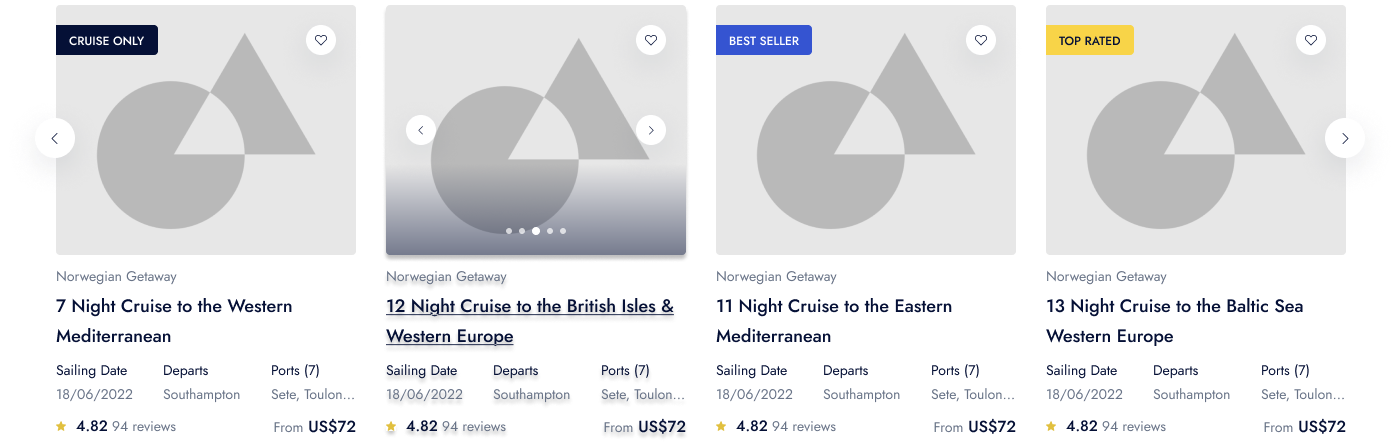 CRUISE ONLY
Norwegian Getaway
7 Night Cruise to the Western
Mediterranean
Sailing Date Departs Ports (7)
18/06/2022 Southampton Sete, Toulon...
4.82 94 reviews From US$72
Norwegian Getaway
12 Night Cruise to the British Isles &
Western Europe
Sailing Date Departs Ports (7)
18/06/2022 Southampton Sete, Toulon...
4.82 94 reviews From US$72
BEST SELLER
Norwegian Getaway
11 Night Cruise to the Eastern
Mediterranean
Sailing Date Departs Ports (7)
18/06/2022 Southampton Sete, Toulon...
4.82 94 reviews From US$72
TOP RATED
Norwegian Getaway
13 Night Cruise to the Baltic Sea
Western Europe
Sailing Date Departs Ports (7)
18/06/2022 Southampton Sete, Toulon...
4.82 94 reviews From US$72